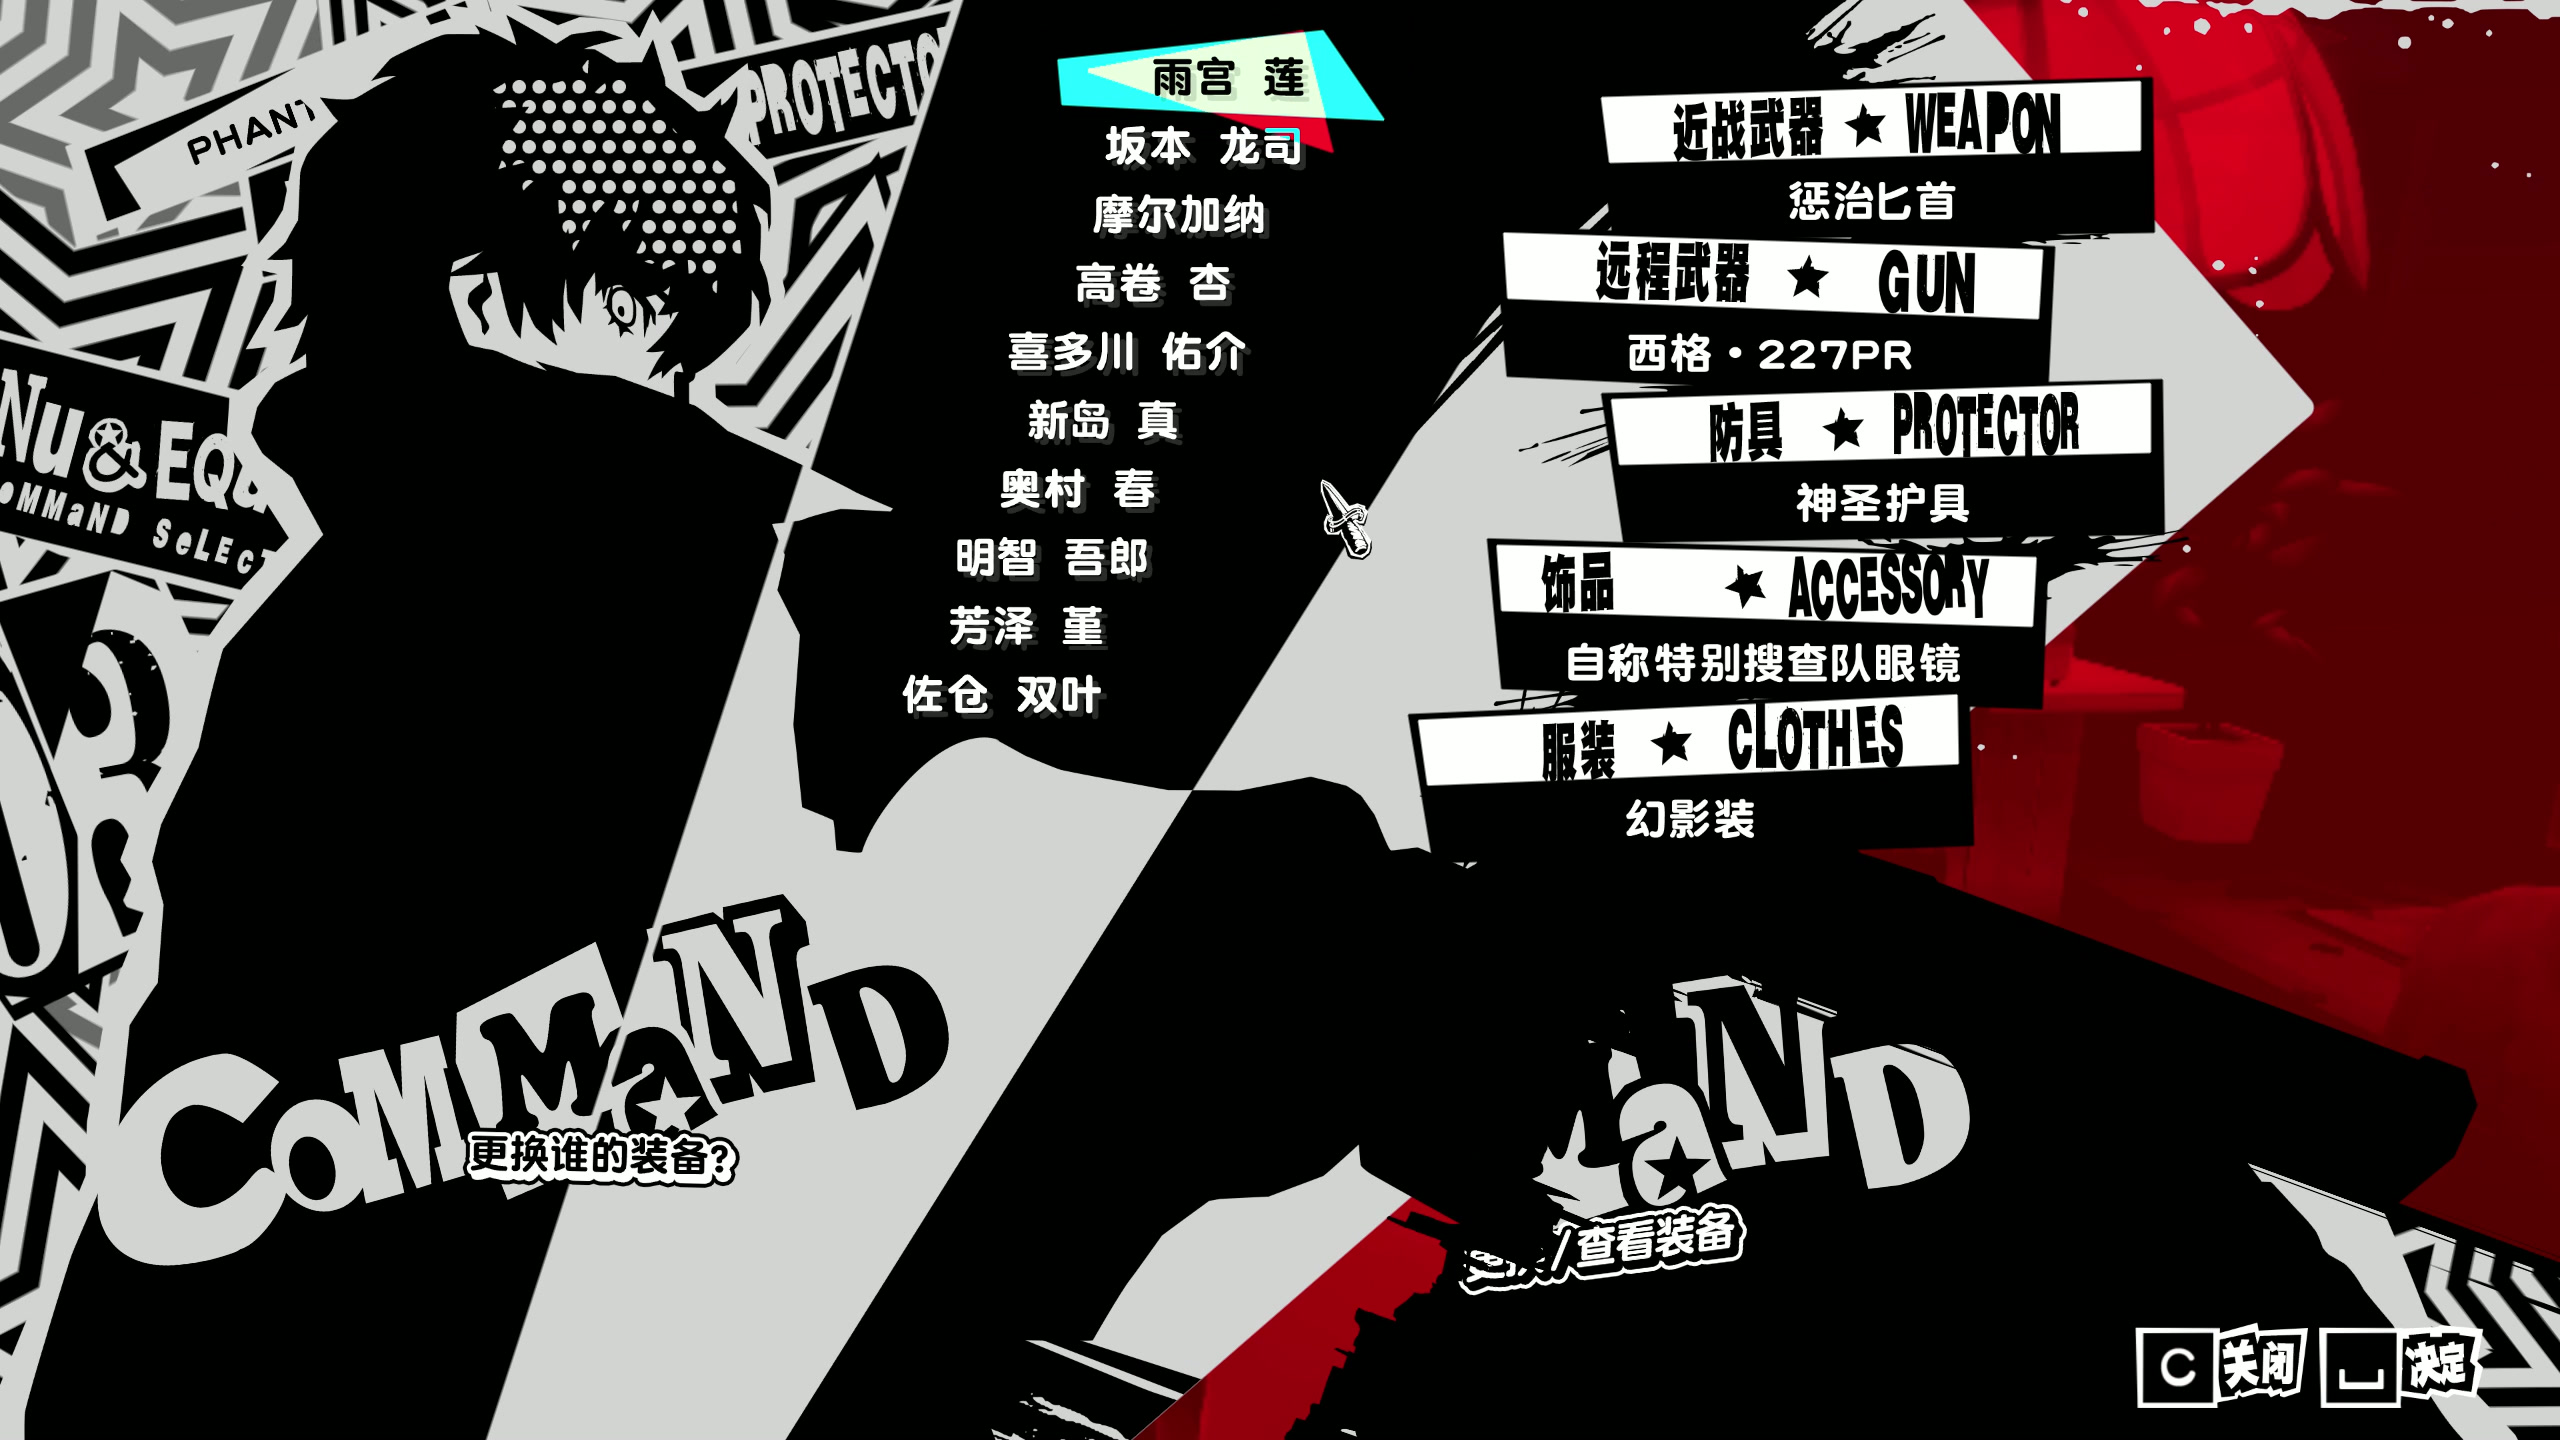 PHANT
PROTECTO
Nu & EQu
oMMaND SeLEcT
雨宫 莲
坂本 龙司
摩尔加纳
高卷 杏
喜多川 佑介
新岛 真
奥村 春
明智 吾郎
芳泽 堇
佐仓 双叶
近战武器 ★ WEAPON
惩治匕首
远程武器 ★ GUN
西格·227PR
防具 ★ PROTECTOR
神圣护具
饰品 ★ ACCESSORY
自称特别搜查队眼镜
服装 ★ CLOTHES
幻影装
CoMMaND
更换谁的装备?
MaND
/查看装备
C 关闭 决定